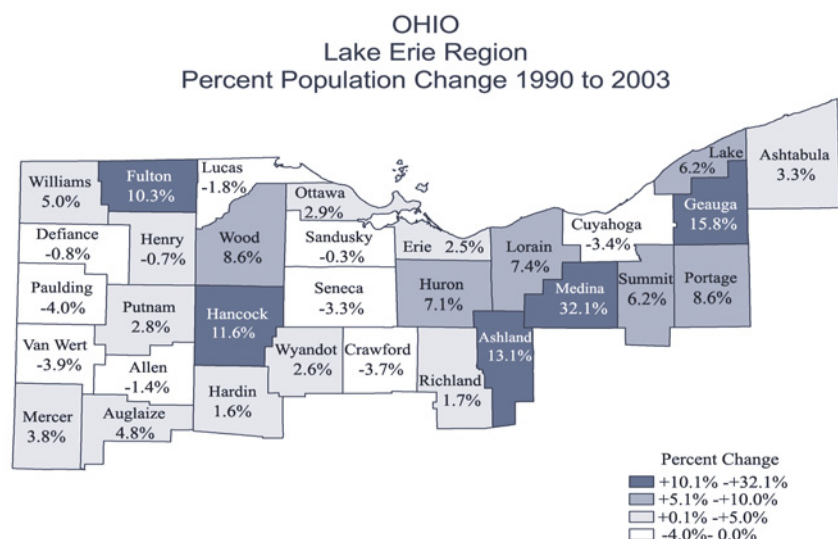 OHIO
Lake Erie Region
Percent Population Change 1990 to 2003
Williams
5.0%
Fulton
10.3%
Lucas
-1.8%
Ottawa
2.9%
Lake
6.2%
Ashtabula
3.3%
Geauga
15.8%
Defiance
-0.8%
Henry
-0.7%
Wood
8.6%
Sandusky
-0.3%
Erie 2.5%
Lorain
7.4%
Cuyahoga
-3.4%
Paulding
-4.0%
Putnam
2.8%
Hancock
11.6%
Seneca
-3.3%
Huron
7.1%
Medina
32.1%
Summit
6.2%
Portage
8.6%
Van Wert
-3.9%
Allen
-1.4%
Hardin
1.6%
Wyandot
2.6%
Crawford
-3.7%
Richland
1.7%
Ashland
13.1%
Mercer
3.8%
Auglaize
4.8%
Percent Change
+10.1% -+32.1%
+5.1% -+10.0%
+0.1% -+5.0%
-4.0%- 0.0%